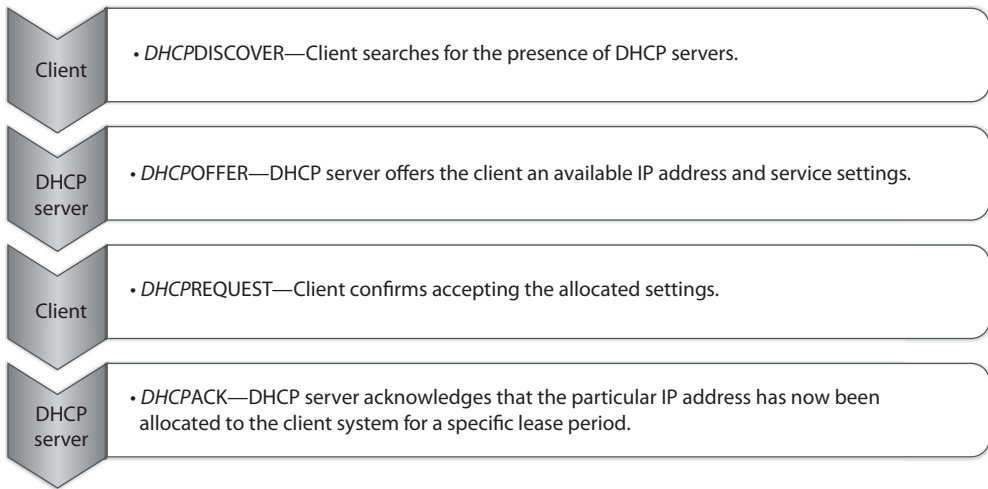 Client
• DHCPDISCOVER—Client searches for the presence of DHCP servers.
DHCP
server
• DHCPOFFER—DHCP server offers the client an available IP address and service settings.
Client
• DHCPREQUEST—Client confirms accepting the allocated settings.
DHCP
server
• DHCPACK—DHCP server acknowledges that the particular IP address has now been
allocated to the client system for a specific lease period.